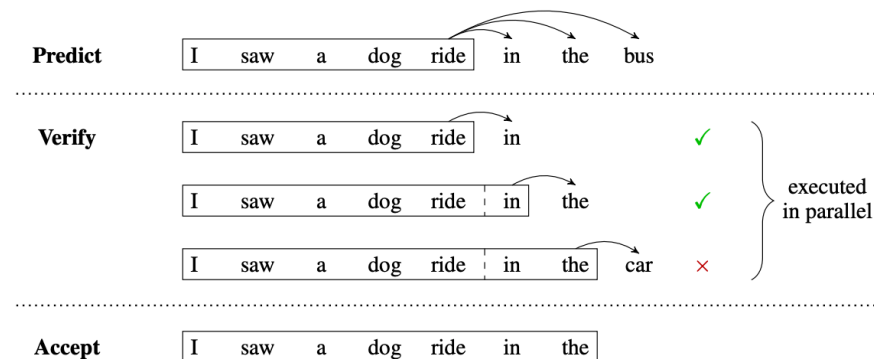 Predict I saw a dog ride in the bus
Verify I saw a dog ride in ✓
I saw a dog ride in the ✓
executed
in parallel
I saw a dog ride in the car ×
Accept I saw a dog ride in the